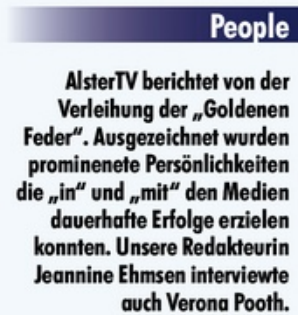 People
AlsterTV berichtet von der
Verleihung der „Goldenen
Feder“. Ausgezeichnet wurden
prominenete Persönlichkeiten
die „in“ und „mit“ den Medien
dauerhafte Erfolge erzielen
konnten. Unsere Redakteurin
Jeannine Ehmsen interviewte
auch Verona Pooth.